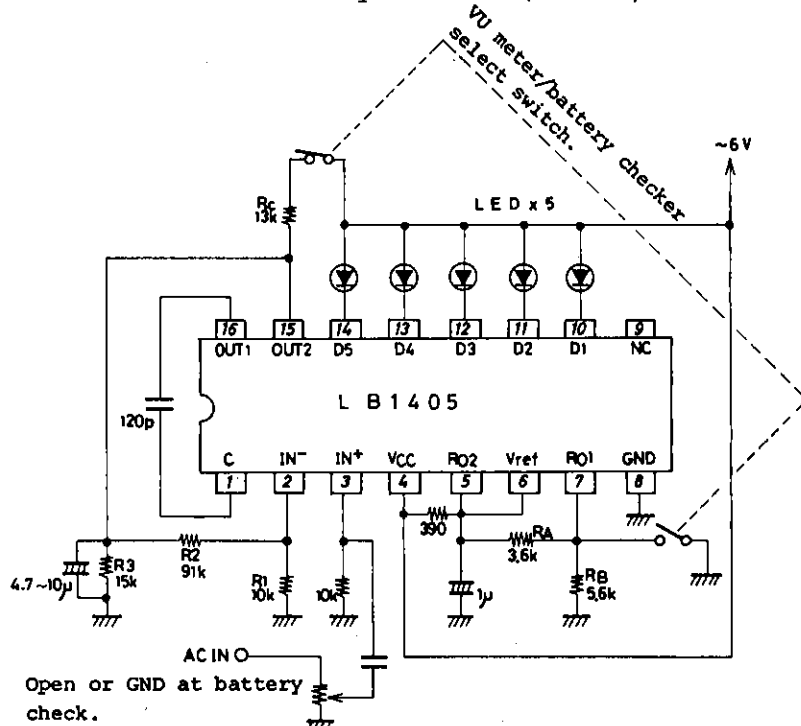 VU meter/battery checker
select switch.
~6 V
Rc
13k
LED x 5
16
15
14
13
12
11
10
9
OUT1
OUT2
D5
D4
D3
D2
D1
NC
120p
LB1405
C
IN-
IN+
VCC
RO2
Vref
RO1
GND
1
2
3
4
5
6
7
8
390
RA
3.6k
R2
91k
4.7~10μ
R3
15k
R1
10k
10k
1μ
RB
5.6k
AC IN
Open or GND at battery
check.